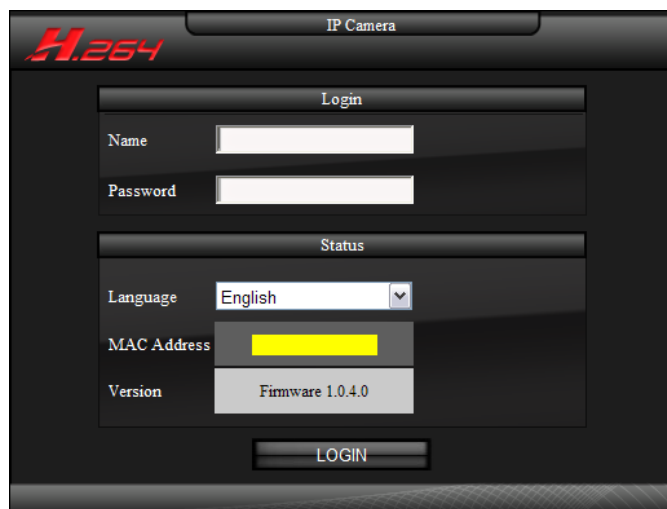 IP Camera
H.264
Login
Name
Password
Status
Language English
MAC Address
Version Firmware 1.0.4.0
LOGIN